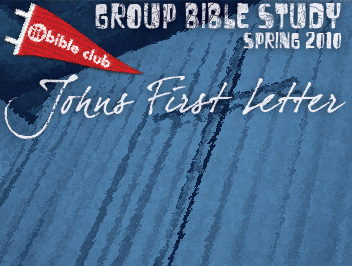 GROUP BIBLE STUDY
SPRING 2010
bible club
Johns First Letter